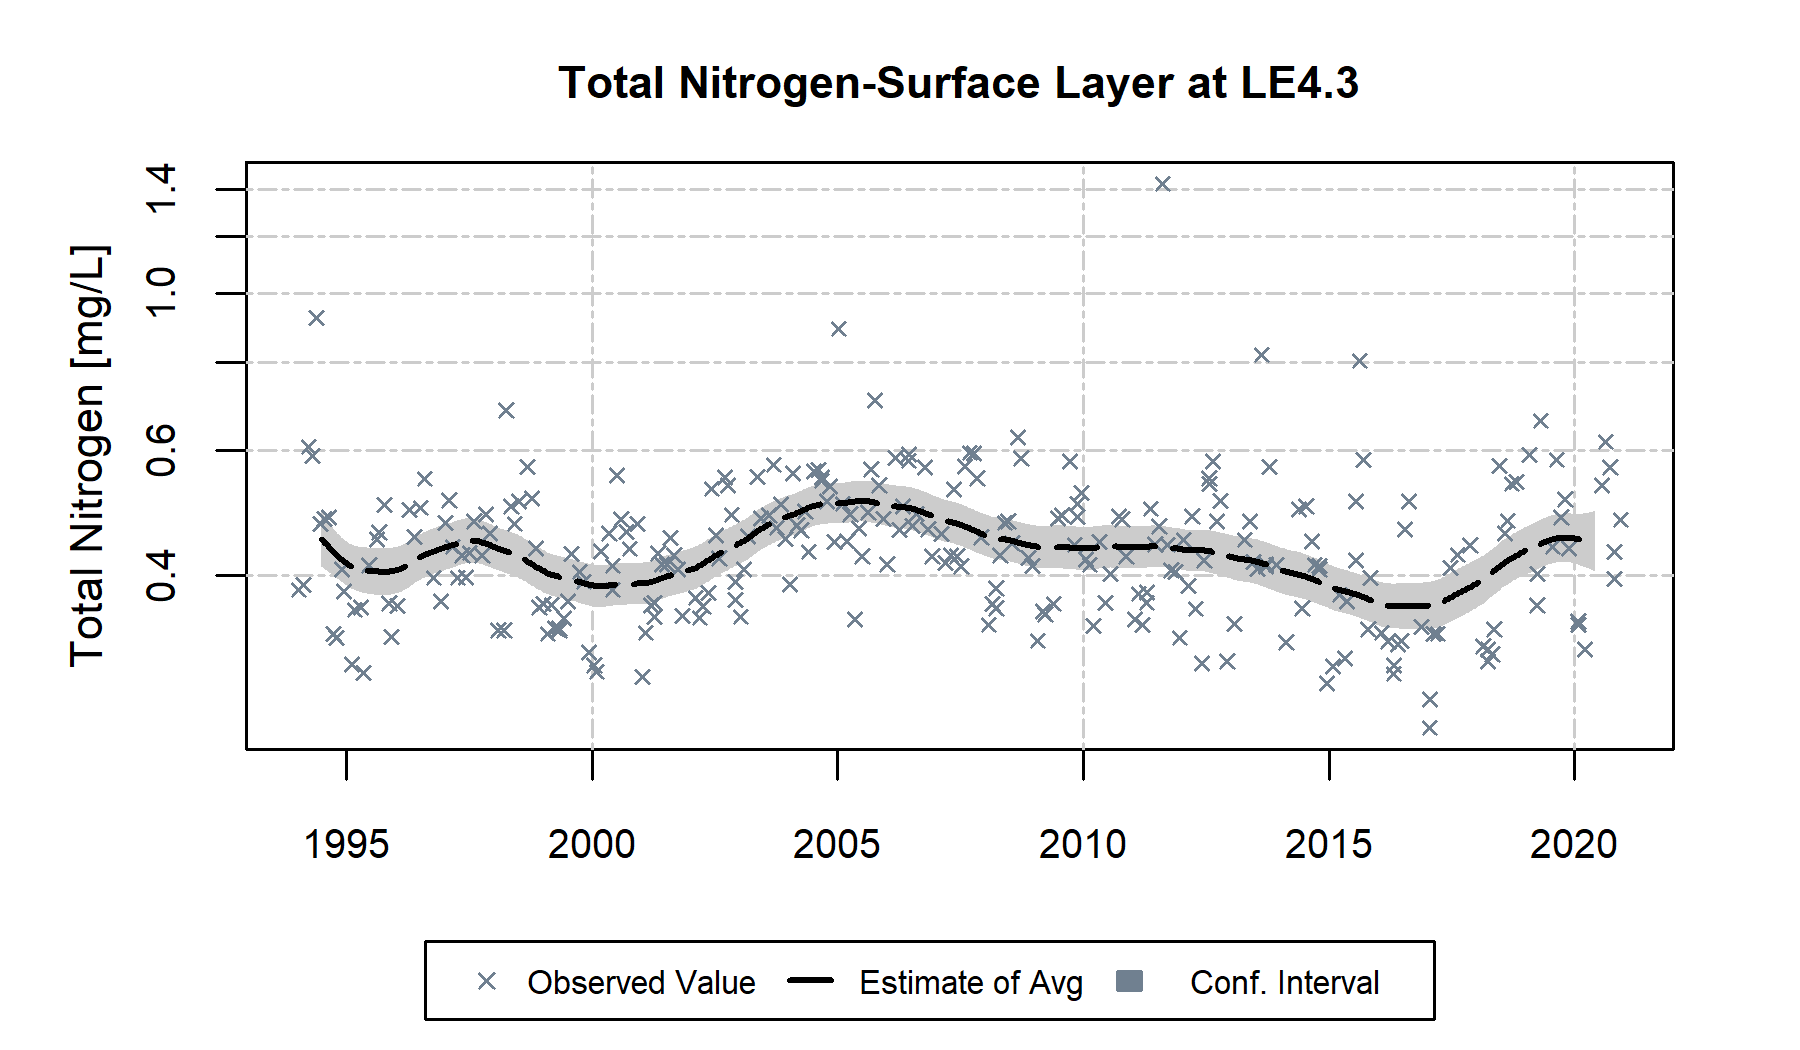 Total Nitrogen-Surface Layer at LE4.3
Total Nitrogen [mg/L]
1.4
1.0
0.6
0.4
1995 2000 2005 2010 2015 2020
Observed Value Estimate of Avg Conf. Interval